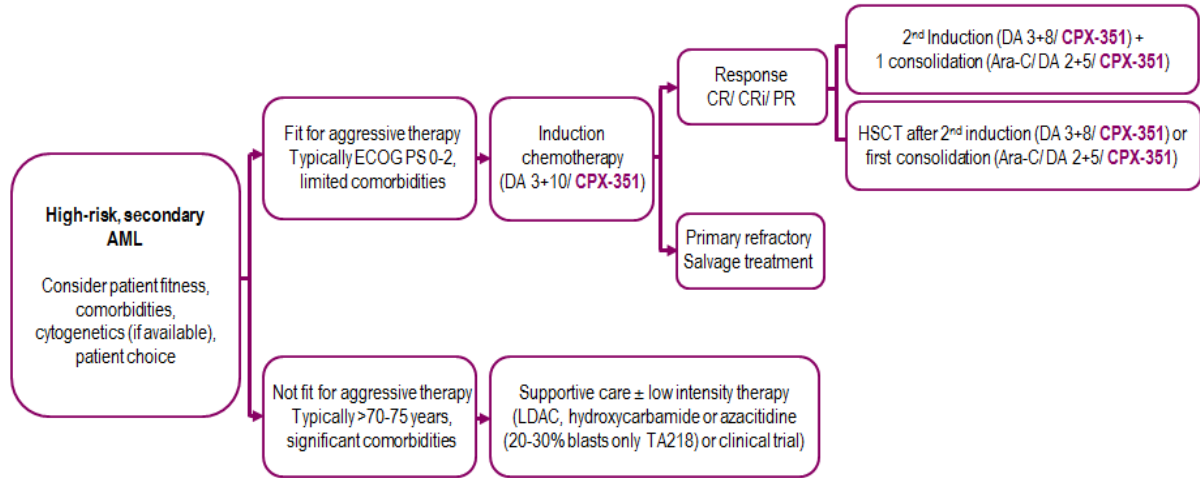 High-risk, secondary
AML
Consider patient fitness,
comorbidities,
cytogenetics (if available),
patient choice
Fit for aggressive therapy
Typically ECOG PS 0-2,
limited comorbidities
Induction
chemotherapy
(DA 3+10/ CPX-351)
Response
CR/ CRi/ PR
2nd Induction (DA 3+8/ CPX-351) +
1 consolidation (Ara-C/ DA 2+5/ CPX-351)
HSCT after 2nd induction (DA 3+8/ CPX-351) or
first consolidation (Ara-C/ DA 2+5/ CPX-351)
Primary refractory
Salvage treatment
Not fit for aggressive therapy
Typically >70-75 years,
significant comorbidities
Supportive care ± low intensity therapy
(LDAC, hydroxycarbamide or azacitidine
(20-30% blasts only TA218) or clinical trial)